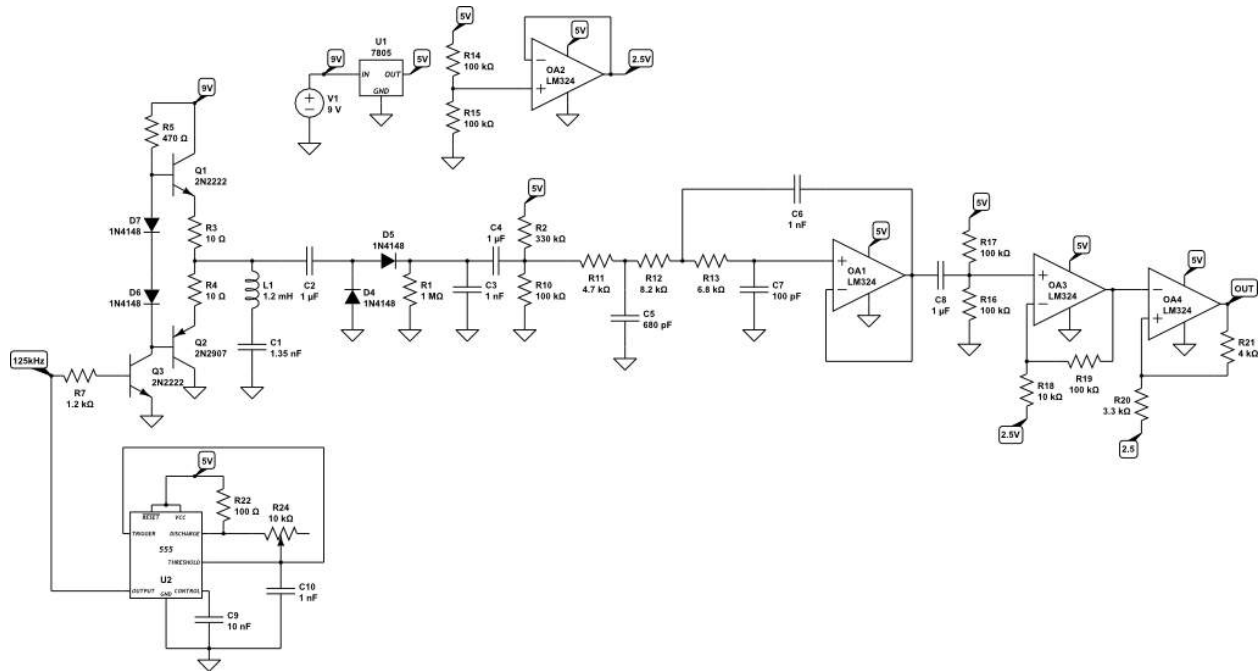 5V
9V
U1
7805
5V
IN
OUT
GND
V1
9 V
R14
100 kΩ
R15
100 kΩ
5V
OA2
LM324
2.5V
9V
R5
470 Ω
Q1
2N2222
D7
1N4148
R3
10 Ω
D6
1N4148
R4
10 Ω
L1
1.2 mH
C1
1.35 nF
Q2
2N2907
125kHz
R7
1.2 kΩ
Q3
2N2222
C2
1 µF
D5
1N4148
D4
1N4148
R1
1 MΩ
C4
1 µF
C3
1 nF
5V
R2
330 kΩ
R10
100 kΩ
R11
4.7 kΩ
C5
680 pF
R12
8.2 kΩ
C6
1 nF
R13
6.8 kΩ
C7
100 pF
5V
OA1
LM324
C8
1 µF
5V
R17
100 kΩ
R16
100 kΩ
5V
OA3
LM324
R18
10 kΩ
R19
100 kΩ
2.5V
5V
OA4
LM324
OUT
R21
4 kΩ
R20
3.3 kΩ
2.5
5V
R22
100 Ω
R24
10 kΩ
RESET
VCC
TRIGGER
DISCHARGE
555
THRESHOLD
U2
OUTPUT
CONTROL
GND
C9
10 nF
C10
1 nF